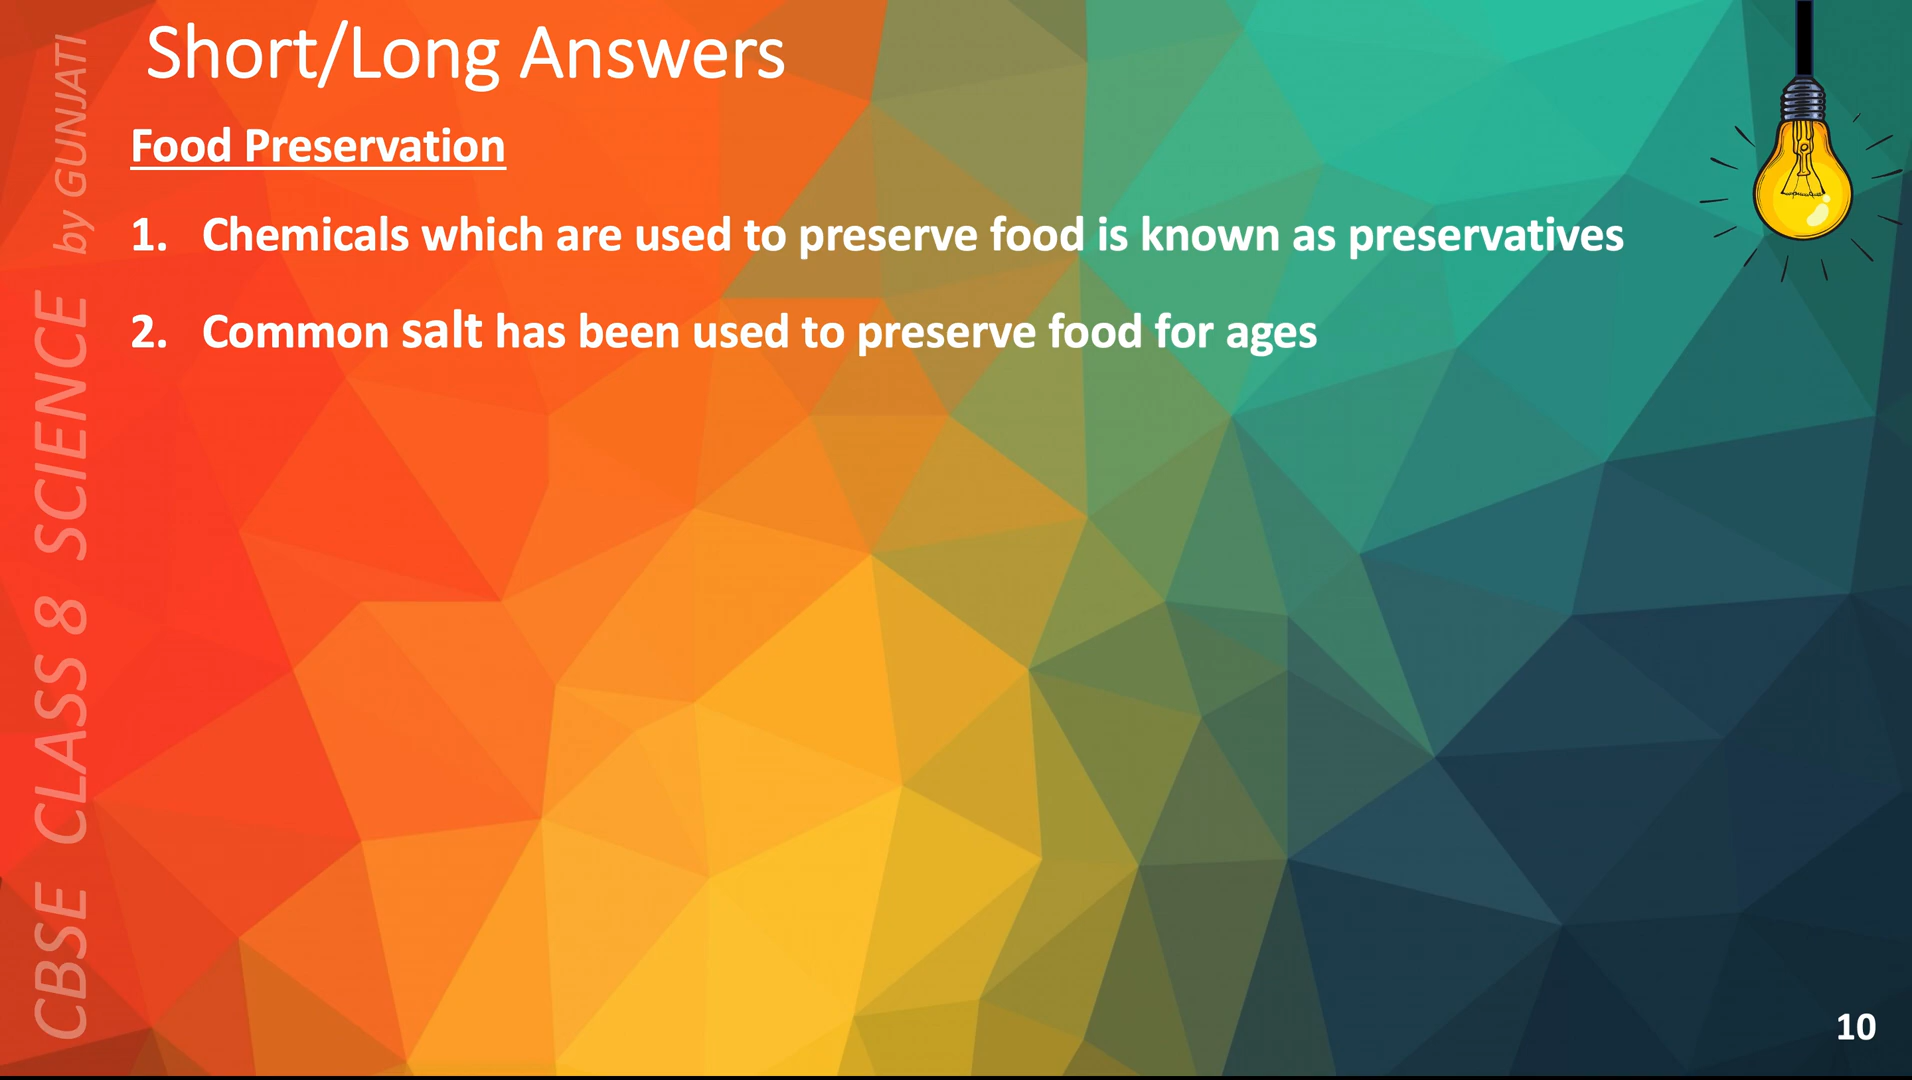 Short/Long Answers
Food Preservation
1. Chemicals which are used to preserve food is known as preservatives
2. Common salt has been used to preserve food for ages
CBSE CLASS 8 SCIENCE by GUNJATI
10